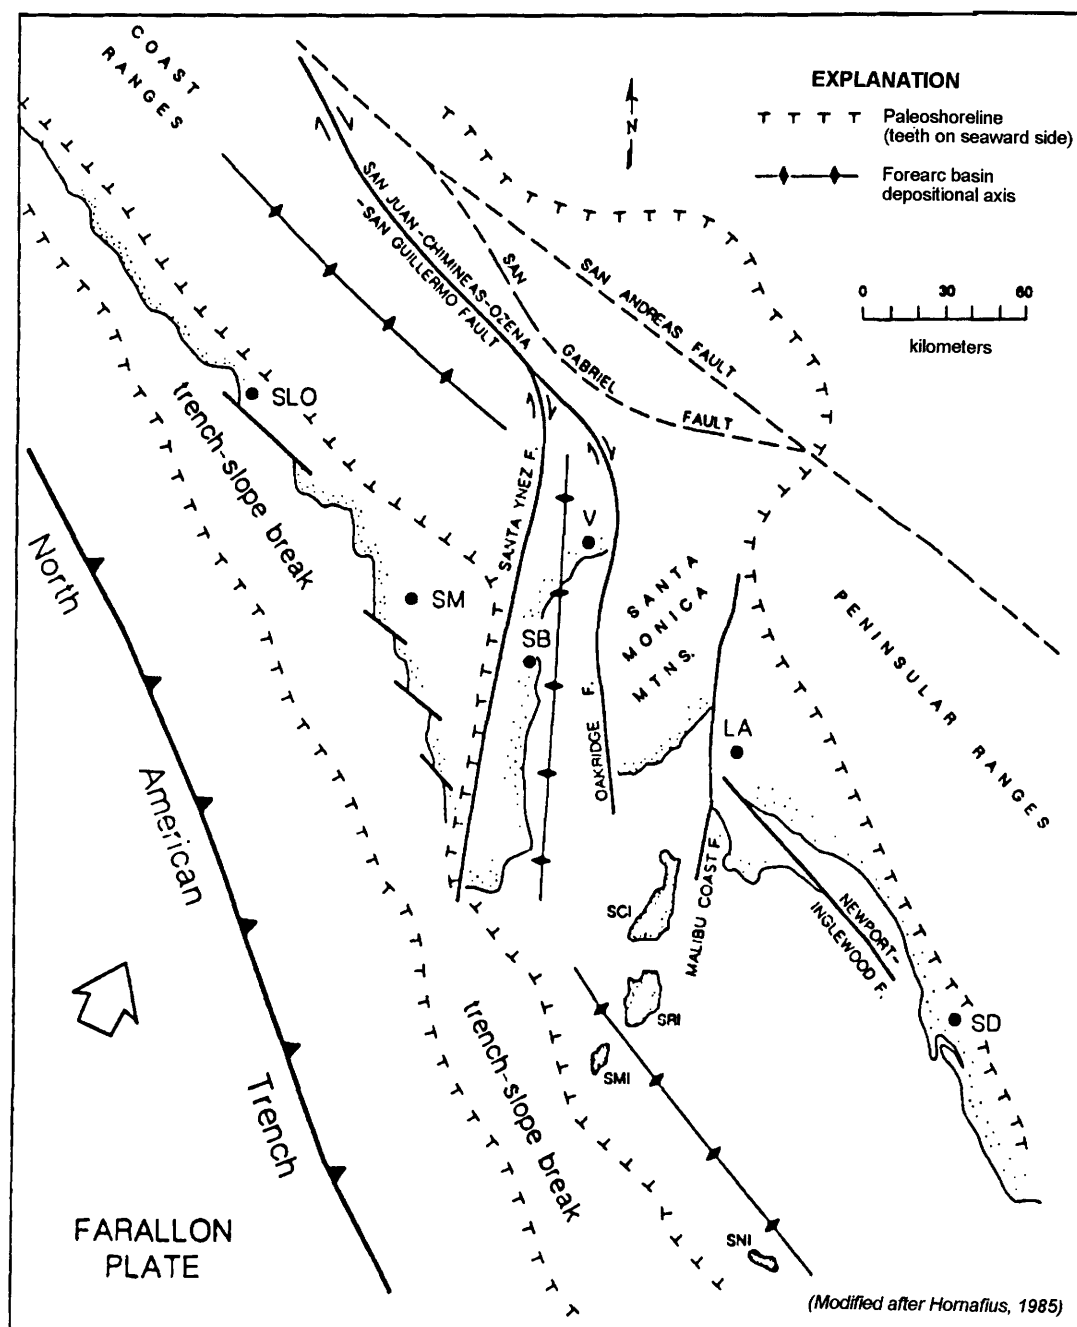 COAST
RANGES
EXPLANATION
Paleoshoreline
(teeth on seaward side)
Forearc basin
depositional axis
N
0 30 60
kilometers
SAN JUAN-CHIMINEAS-OZENA
-SAN GUILLERMO FAULT
SAN
GABRIEL
FAULT
SAN ANDREAS FAULT
SLO
trench-slope break
SANTA YNEZ F.
V
SM
SB
SANTA
MONICA
MTNS.
OAKRIDGE F.
PENINSULAR RANGES
LA
North
American
Trench
SCI
MALIBU COAST F.
NEWPORT-
INGLEWOOD F.
SRI
SMI
SD
trench-slope break
SNI
FARALLON
PLATE
(Modified after Hornafius, 1985)